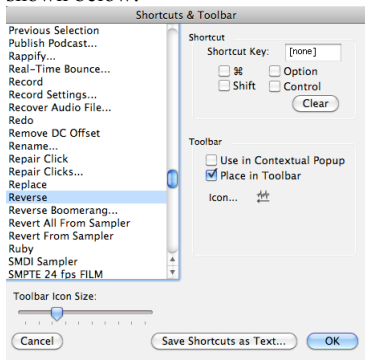 Shortcuts & Toolbar
Previous Selection
Publish Podcast...
Rappify...
Real-Time Bounce...
Record
Record Settings...
Recover Audio File...
Redo
Remove DC Offset
Rename...
Repair Click
Repair Clicks...
Replace
Reverse
Reverse Boomerang...
Revert All From Sampler
Revert From Sampler
Ruby
SMDI Sampler
SMPTE 24 fps FILM
Shortcut
Shortcut Key: [none]
⌘ Option
Shift Control
Clear
Toolbar
Use in Contextual Popup
Place in Toolbar
Icon...
Toolbar Icon Size:
Cancel Save Shortcuts as Text... OK